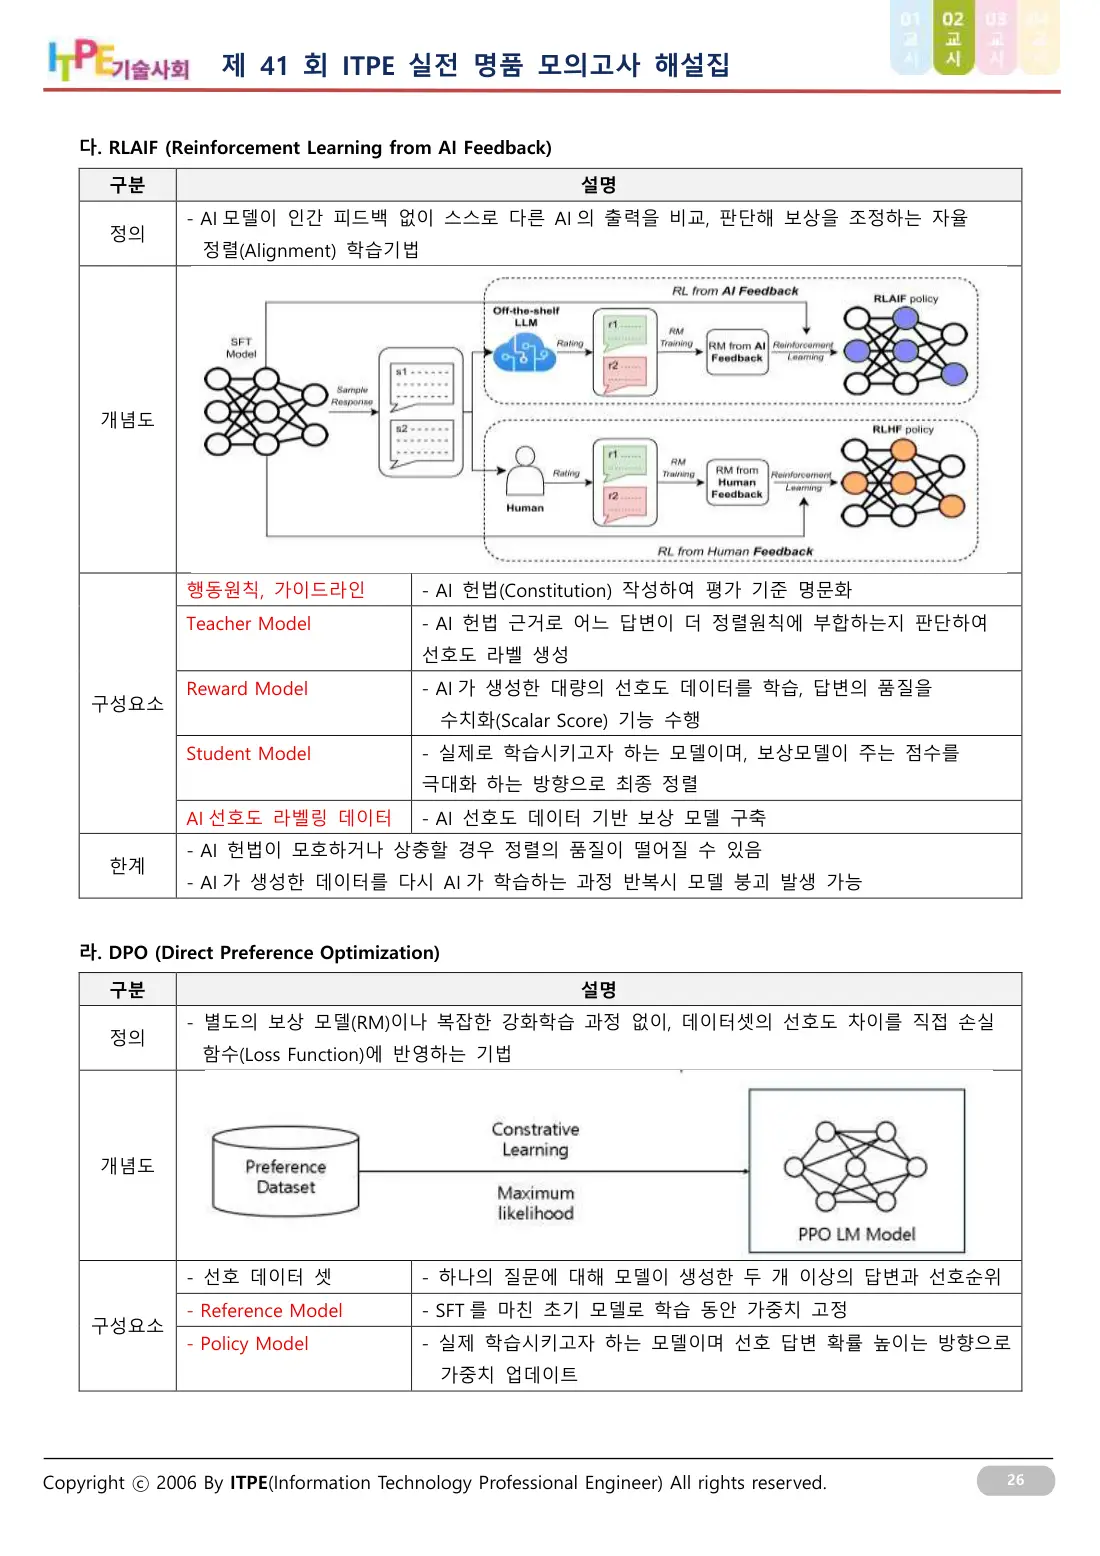 ITPE기술사회
제 41 회 ITPE 실전 명품 모의고사 해설집
01 교시
02 교시
03 교시
04 교시
다. RLAIF (Reinforcement Learning from AI Feedback)
구분 설명
정의
- AI 모델이 인간 피드백 없이 스스로 다른 AI 의 출력을 비교, 판단해 보상을 조정하는 자율
정렬(Alignment) 학습기법
개념도
RL from AI Feedback
SFT
Model
Sample
Response
s1
s2
Off-the-shelf
LLM
Rating
r1
r2
RM
Training
RM from AI
Feedback
Reinforcement
Learning
RLAIF policy
Human
Rating
r1
r2
RM
Training
RM from
Human
Feedback
Reinforcement
Learning
RLHF policy
RL from Human Feedback
구성요소
행동원칙, 가이드라인 - AI 헌법(Constitution) 작성하여 평가 기준 명문화
Teacher Model - AI 헌법 근거로 어느 답변이 더 정렬원칙에 부합하는지 판단하여
선호도 라벨 생성
Reward Model - AI 가 생성한 대량의 선호도 데이터를 학습, 답변의 품질을
수치화(Scalar Score) 기능 수행
Student Model - 실제로 학습시키고자 하는 모델이며, 보상모델이 주는 점수를
극대화 하는 방향으로 최종 정렬
AI 선호도 라벨링 데이터 - AI 선호도 데이터 기반 보상 모델 구축
한계
- AI 헌법이 모호하거나 상충할 경우 정렬의 품질이 떨어질 수 있음
- AI 가 생성한 데이터를 다시 AI 가 학습하는 과정 반복시 모델 붕괴 발생 가능
라. DPO (Direct Preference Optimization)
구분 설명
정의
- 별도의 보상 모델(RM)이나 복잡한 강화학습 과정 없이, 데이터셋의 선호도 차이를 직접 손실
함수(Loss Function)에 반영하는 기법
개념도
Preference
Dataset
Constrative
Learning
Maximum
likelihood
PPO LM Model
구성요소
- 선호 데이터 셋 - 하나의 질문에 대해 모델이 생성한 두 개 이상의 답변과 선호순위
- Reference Model - SFT 를 마친 초기 모델로 학습 동안 가중치 고정
- Policy Model - 실제 학습시키고자 하는 모델이며 선호 답변 확률 높이는 방향으로
가중치 업데이트
Copyright ⓒ 2006 By ITPE(Information Technology Professional Engineer) All rights reserved.
26